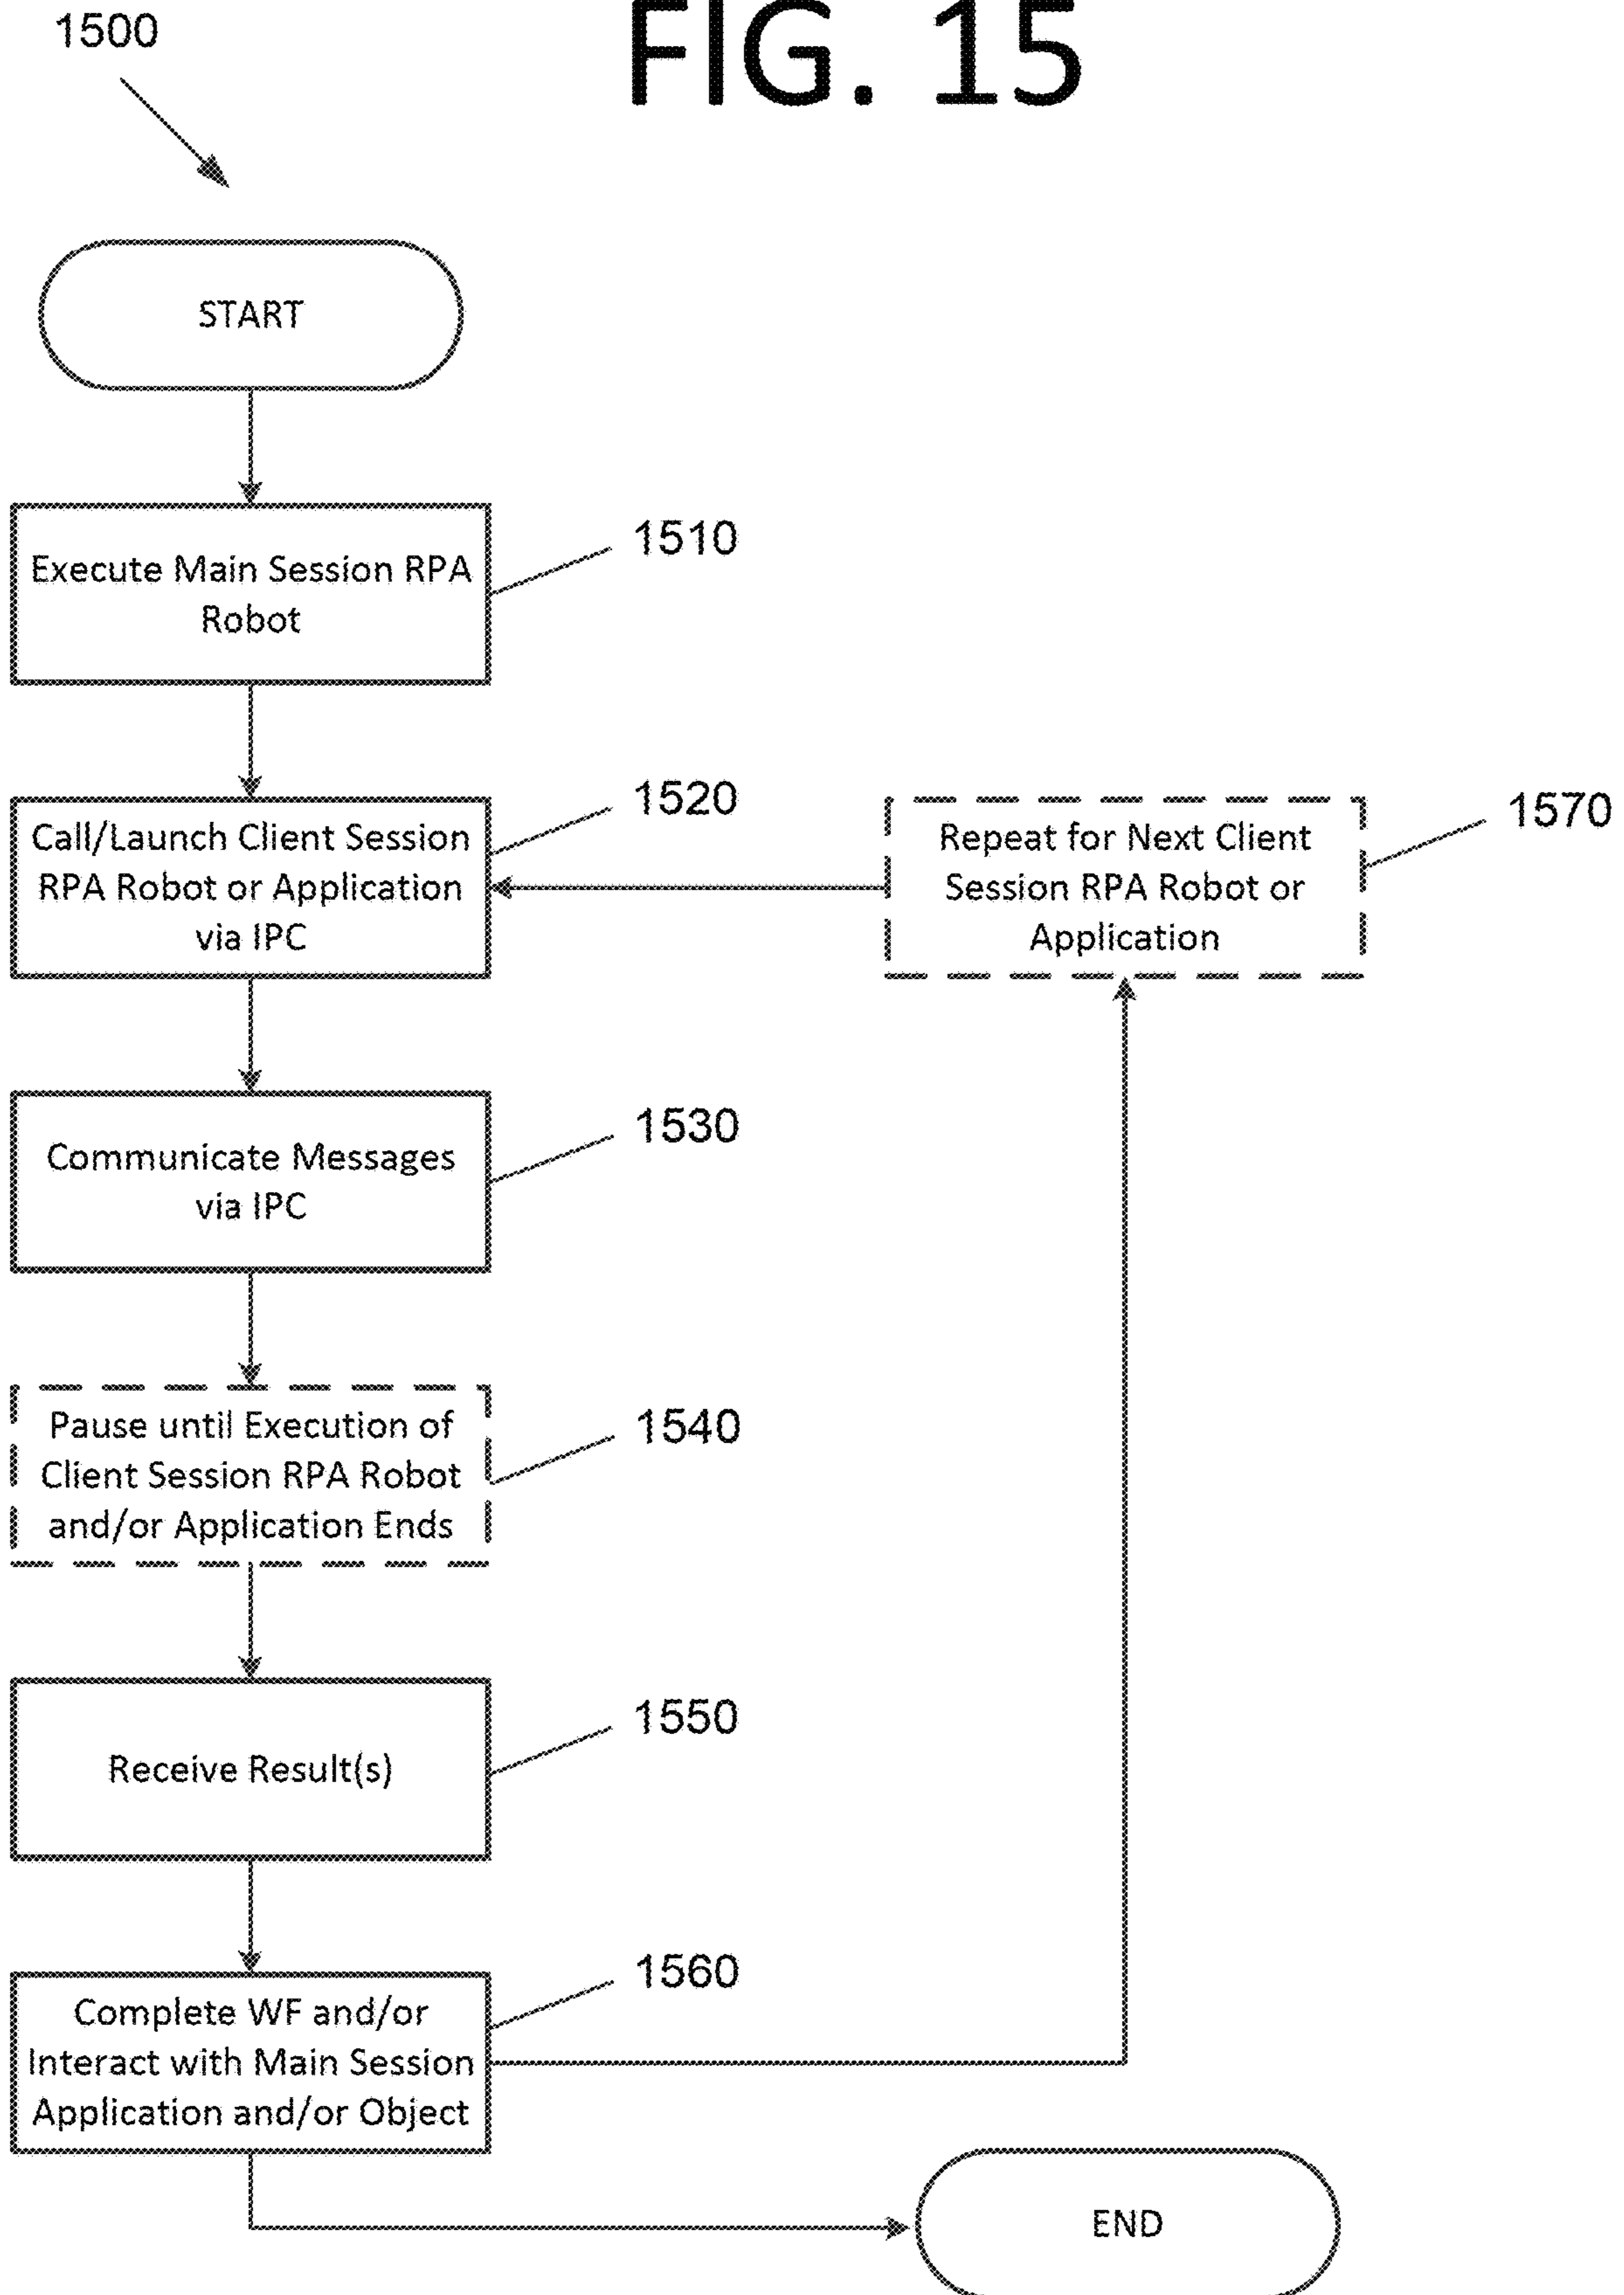 FIG. 15
1500
START
Execute Main Session RPA
Robot
1510
Call/Launch Client Session
RPA Robot or Application
via IPC
1520
Repeat for Next Client
Session RPA Robot or
Application
1570
Communicate Messages
via IPC
1530
Pause until Execution of
Client Session RPA Robot
and/or Application Ends
1540
Receive Result(s)
1550
Complete WF and/or
Interact with Main Session
Application and/or Object
1560
END